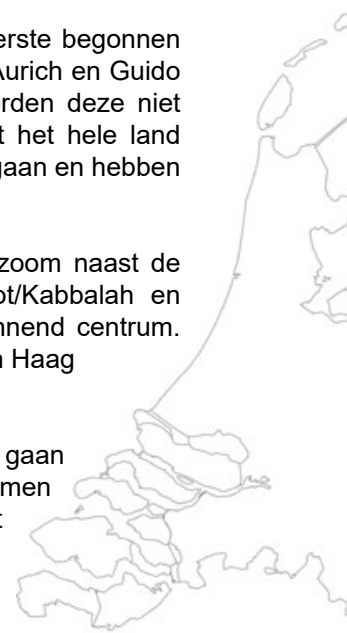 erste begonnen
Aurich en Guido
rden deze niet
t het hele land
gaan en hebben
zoom naast de
ot/Kabbalah en
nnend centrum.
n Haag
gaan
men
t